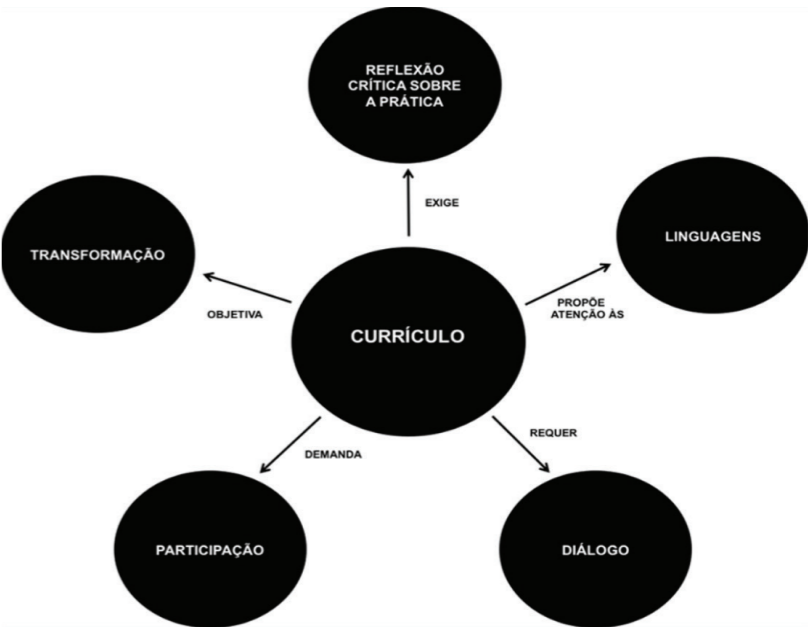 REFLEXÃO
CRÍTICA SOBRE
A PRÁTICA
EXIGE
LINGUAGENS
TRANSFORMAÇÃO
PROPÕE
ATENÇÃO ÀS
OBJETIVA
CURRÍCULO
REQUER
DEMANDA
PARTICIPAÇÃO
DIÁLOGO